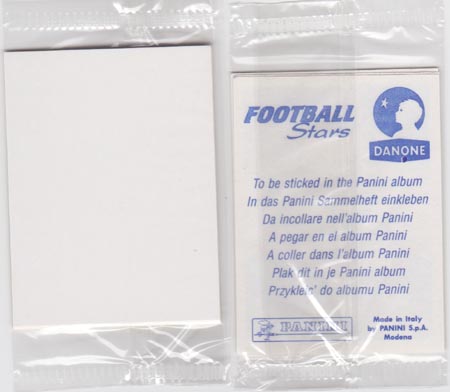 FOOTBALL
Stars
DANONE
To be sticked in the Panini album
In das Panini Sammelheft einkleben
Da incollare nell'album Panini
A pegar en el album Panini
A coller dans l'album Panini
Plak dit in je Panini album
Przykleić do albumu Panini
PANINI
Made in Italy
by PANINI S.p.A.
Modena